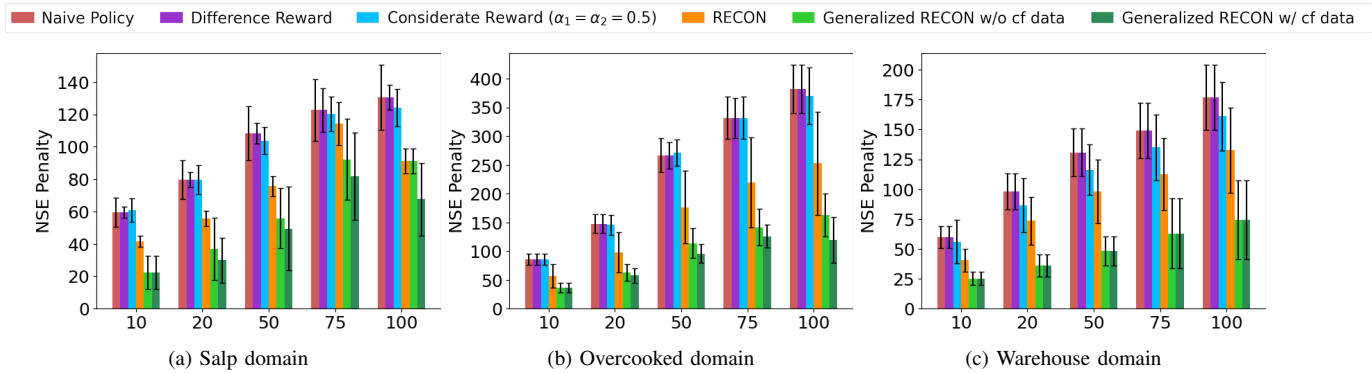 Naive Policy Difference Reward Considerate Reward (α₁ = α₂ = 0.5) RECON Generalized RECON w/o cf data Generalized RECON w/ cf data
NSE Penalty
140
120
100
80
60
40
20
0
10 20 50 75 100
(a) Salp domain
NSE Penalty
400
350
300
250
200
150
100
50
0
10 20 50 75 100
(b) Overcooked domain
NSE Penalty
200
175
150
125
100
75
50
25
0
10 20 50 75 100
(c) Warehouse domain